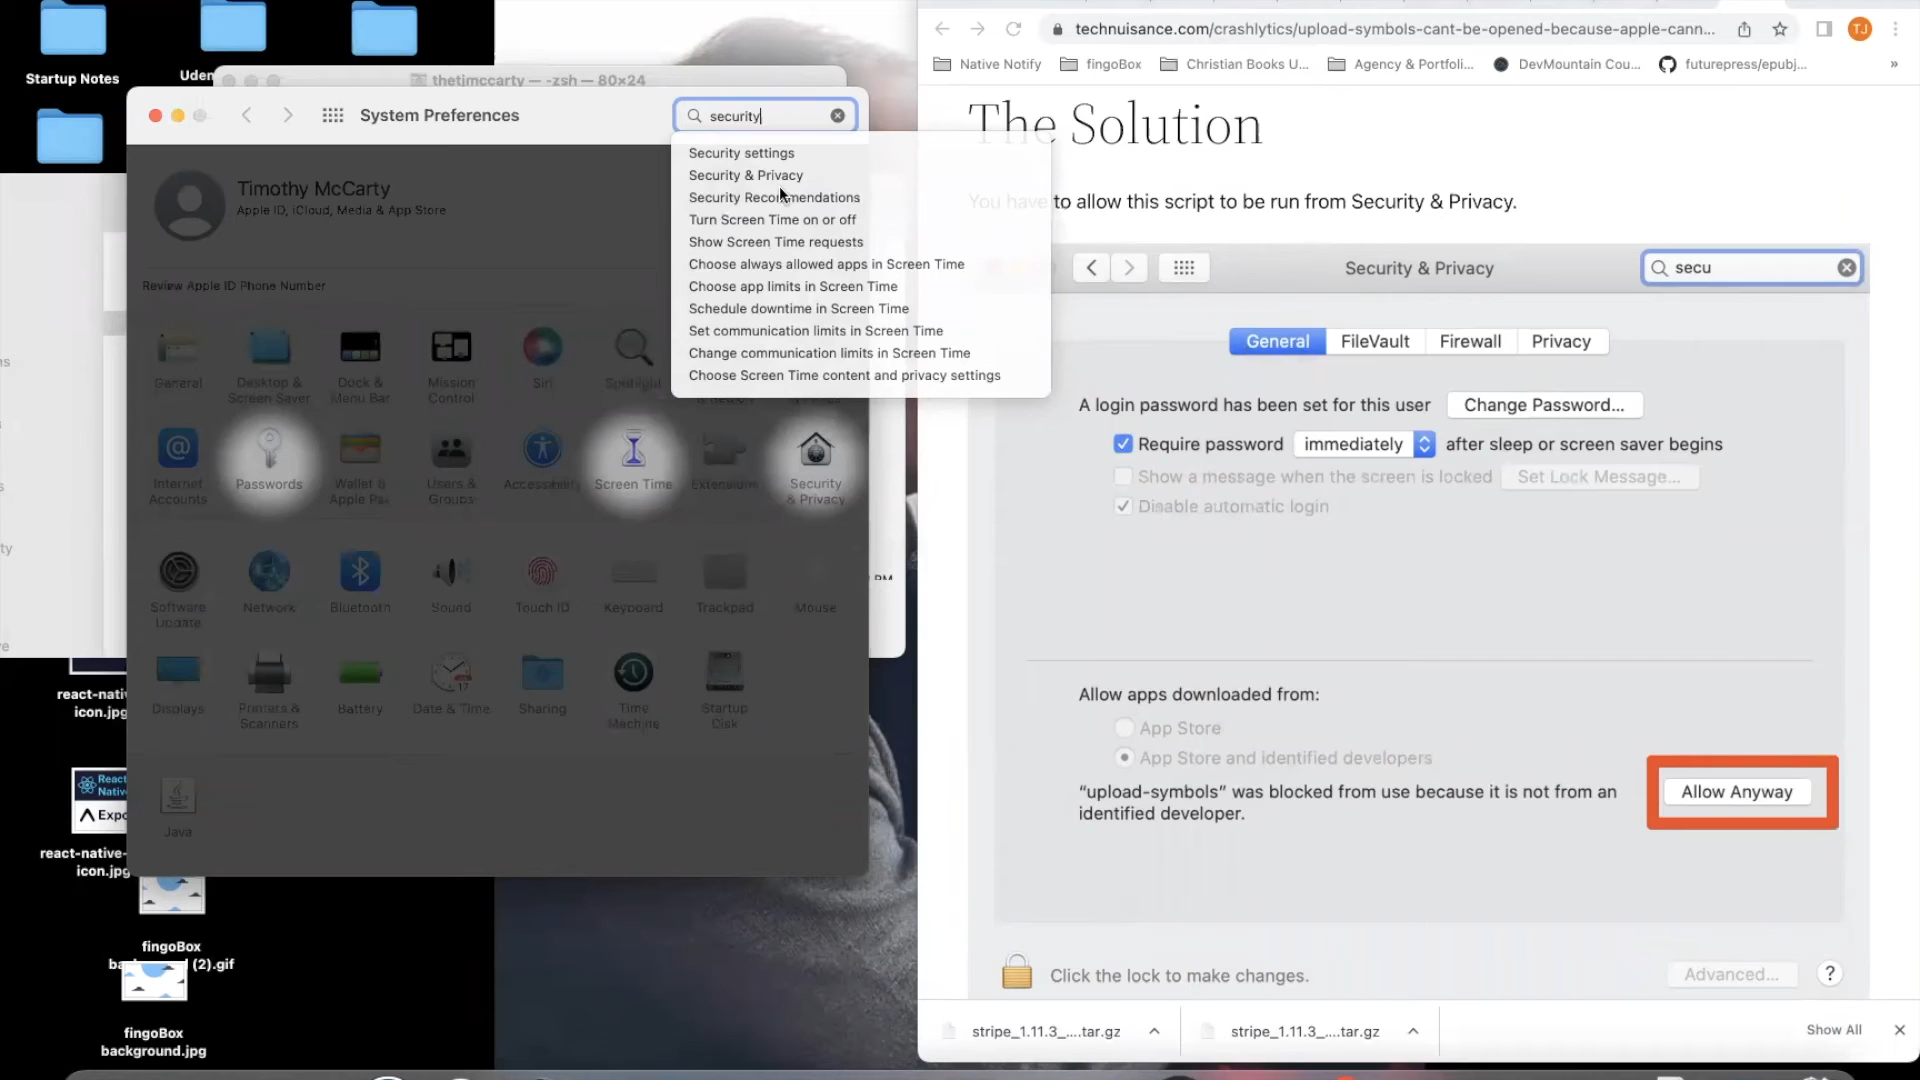 Startup Notes
Uden
thetjmccarty — -zsh — 80×24
System Preferences
security
Security settings
Security & Privacy
Security Recommendations
Turn Screen Time on or off
Show Screen Time requests
Choose always allowed apps in Screen Time
Choose app limits in Screen Time
Schedule downtime in Screen Time
Set communication limits in Screen Time
Change communication limits in Screen Time
Choose Screen Time content and privacy settings
Timothy McCarty
Apple ID, iCloud, Media & App Store
Review Apple ID Phone Number
General
Desktop &
Screen Saver
Dock &
Menu Bar
Mission
Control
Siri
Spotlight
Internet
Accounts
Passwords
Wallet &
Apple Pay
Users &
Groups
Accessibility
Screen Time
Extensions
Security
& Privacy
Software
Update
Network
Bluetooth
Sound
Touch ID
Keyboard
Trackpad
Mouse
Displays
Printers &
Scanners
Battery
17
Date & Time
Sharing
Time
Machine
Startup
Disk
Java
PM
react-nati
icon.jpg
React
Native
Expo
react-native-
icon.jpg
fingoBox
background (2).gif
fingoBox
background.jpg
technuisance.com/crashlytics/upload-symbols-cant-be-opened-because-apple-cann...
TJ
Native Notify
fingoBox
Christian Books U...
Agency & Portfoli...
DevMountain Cou...
futurepress/epubj...
»
The Solution
You have to allow this script to be run from Security & Privacy.
Security & Privacy
secu
General
FileVault
Firewall
Privacy
A login password has been set for this user
Change Password...
Require password
immediately
after sleep or screen saver begins
Show a message when the screen is locked
Set Lock Message...
Disable automatic login
Allow apps downloaded from:
App Store
App Store and identified developers
“upload-symbols” was blocked from use because it is not from an
identified developer.
Allow Anyway
Click the lock to make changes.
Advanced...
?
stripe_1.11.3_....tar.gz
stripe_1.11.3_....tar.gz
Show All